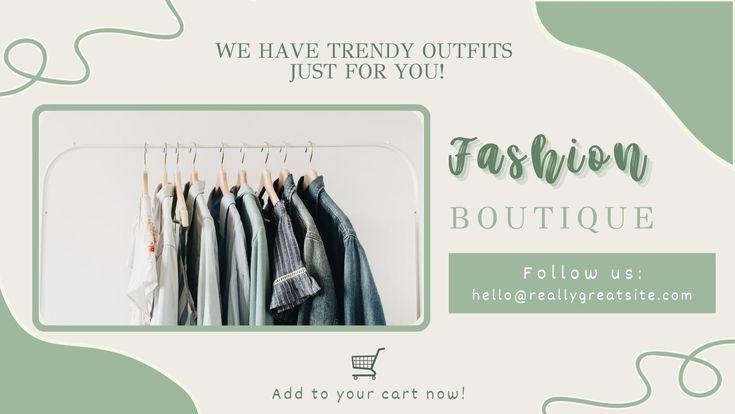 WE HAVE TRENDY OUTFITS
JUST FOR YOU!
Fashion
BOUTIQUE
Follow us:
hello@reallygreatsite.com
Add to your cart now!